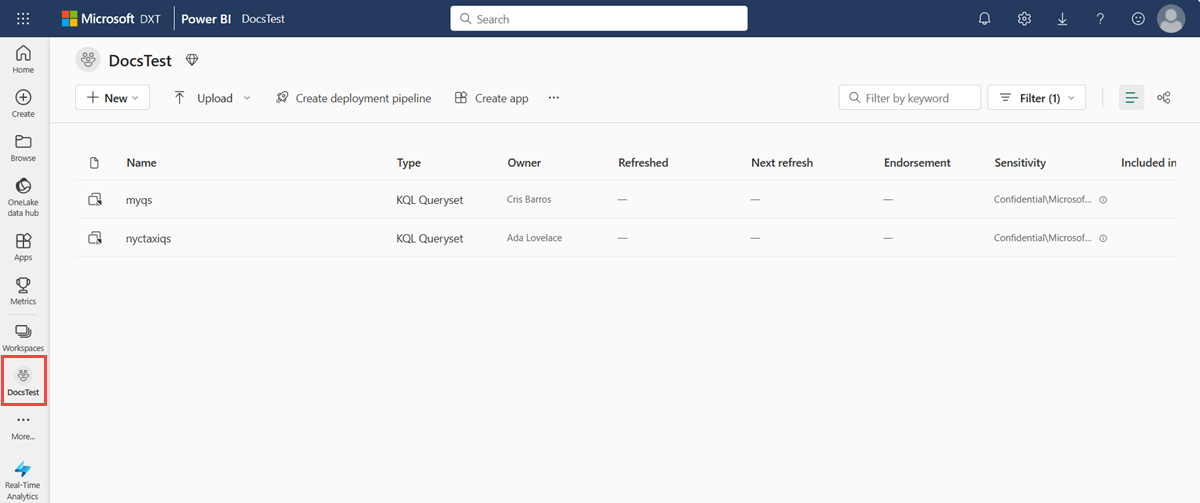 Microsoft DXT Power BI DocsTest Search ?
Home
Create
Browse
OneLake
data hub
Apps
Metrics
Workspaces
DocsTest
More...
Real-Time
Analytics
DocsTest
New Upload Create deployment pipeline Create app ... Filter by keyword Filter (1)
Name Type Owner Refreshed Next refresh Endorsement Sensitivity Included in
myqs KQL Queryset Cris Barros — — — Confidential\Microsof...
nyctaxiqs KQL Queryset Ada Lovelace — — — Confidential\Microsof...